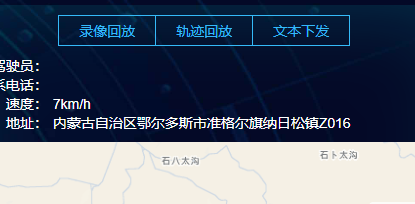 录像回放 轨迹回放 文本下发
驾驶员：
系电话：
速度： 7km/h
地址： 内蒙古自治区鄂尔多斯市准格尔旗纳日松镇Z016
石八太沟
石卜太沟